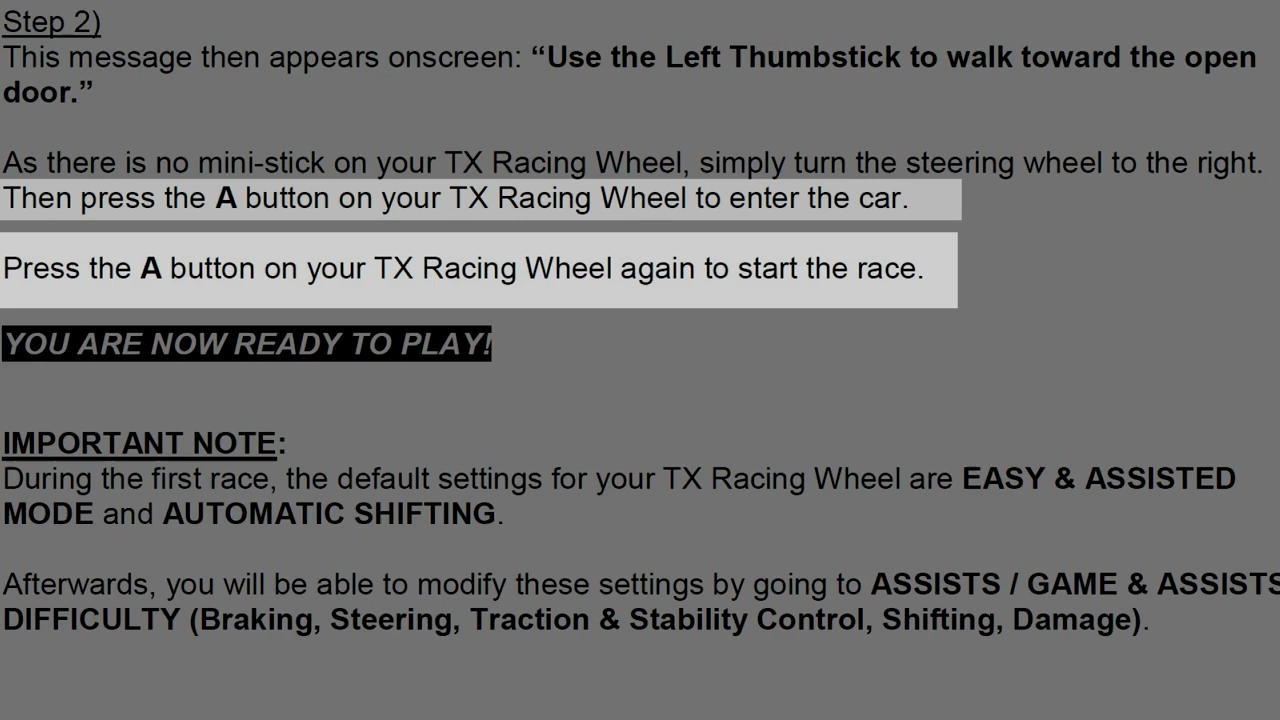 Step 2)
This message then appears onscreen: “Use the Left Thumbstick to walk toward the open
door.”
As there is no mini-stick on your TX Racing Wheel, simply turn the steering wheel to the right.
Then press the A button on your TX Racing Wheel to enter the car.
Press the A button on your TX Racing Wheel again to start the race.
YOU ARE NOW READY TO PLAY!
IMPORTANT NOTE:
During the first race, the default settings for your TX Racing Wheel are EASY & ASSISTED
MODE and AUTOMATIC SHIFTING.
Afterwards, you will be able to modify these settings by going to ASSISTS / GAME & ASSISTS
DIFFICULTY (Braking, Steering, Traction & Stability Control, Shifting, Damage).